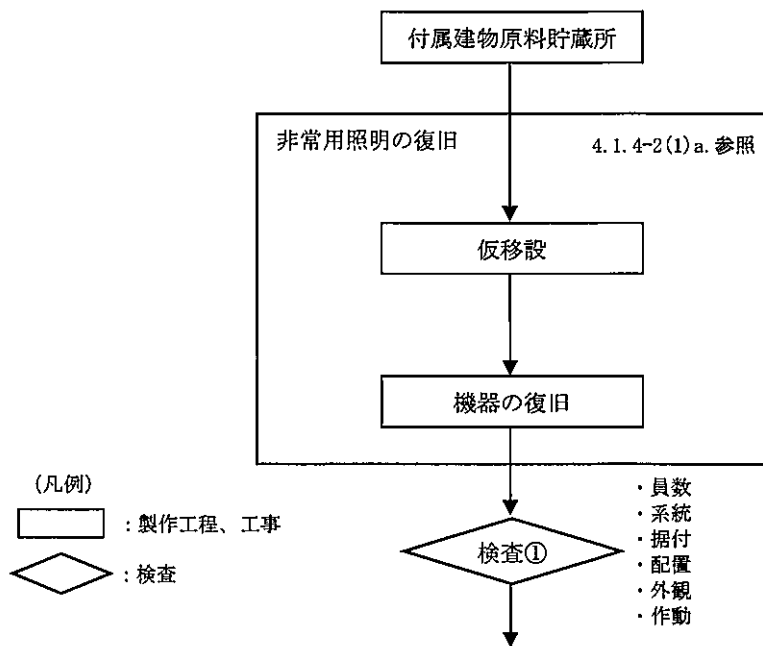 付属建物原料貯蔵所
非常用照明の復旧
4.1.4-2(1)a.参照
仮移設
機器の復旧
(凡例)
：製作工程、工事
：検査
検査①
・員数
・系統
・据付
・配置
・外観
・作動